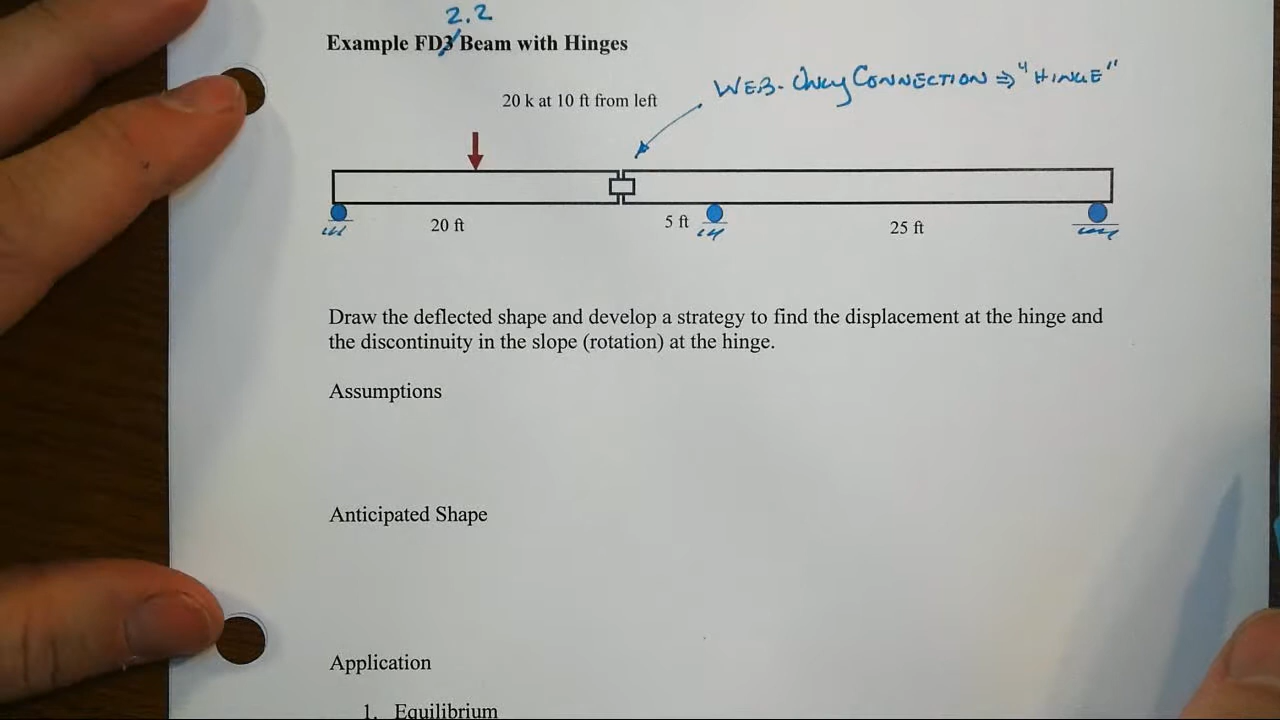 2.2
Example FD3 Beam with Hinges
WEB-Only CONNECTION ⇒ "HINGE"
20 k at 10 ft from left
20 ft
5 ft
25 ft
Draw the deflected shape and develop a strategy to find the displacement at the hinge and
the discontinuity in the slope (rotation) at the hinge.
Assumptions
Anticipated Shape
Application
1. Equilibrium